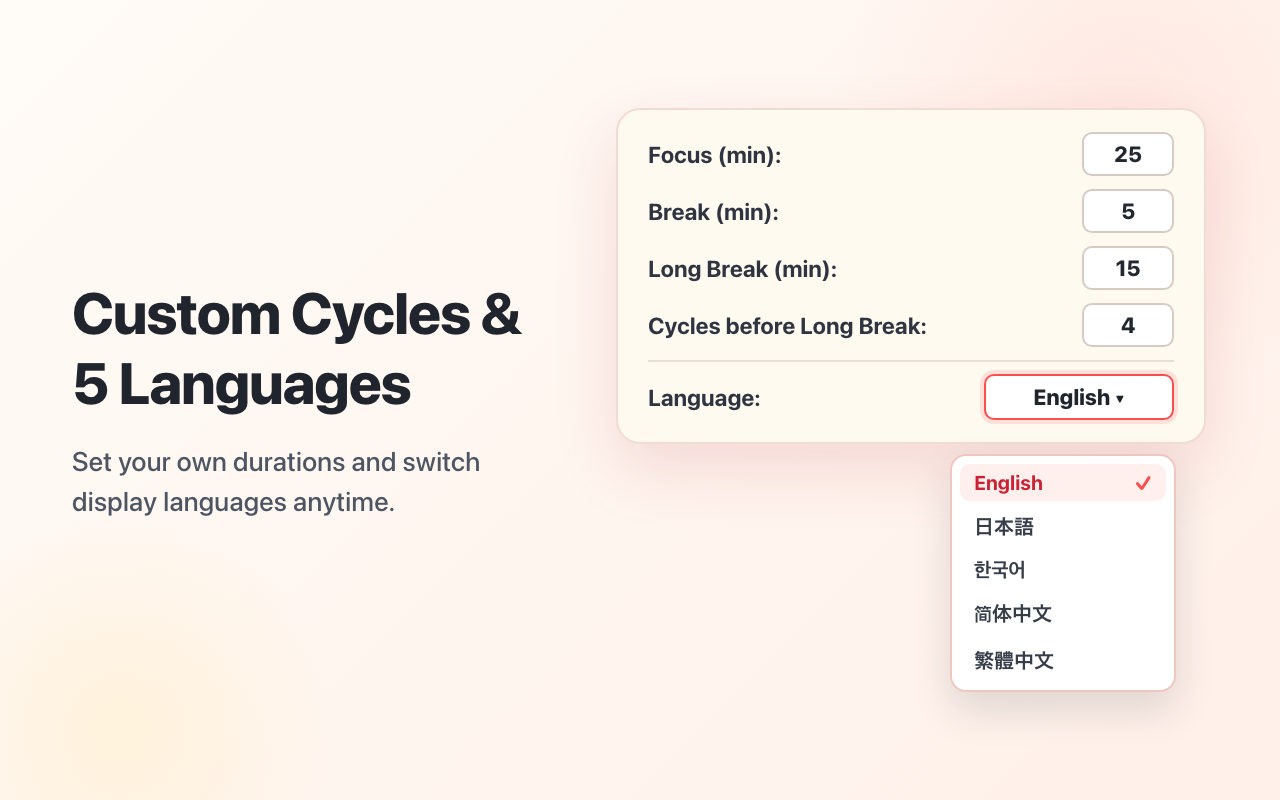 Custom Cycles &
5 Languages
Set your own durations and switch
display languages anytime.
Focus (min): 25
Break (min): 5
Long Break (min): 15
Cycles before Long Break: 4
Language: English ▾
English ✓
日本語
한국어
简体中文
繁體中文